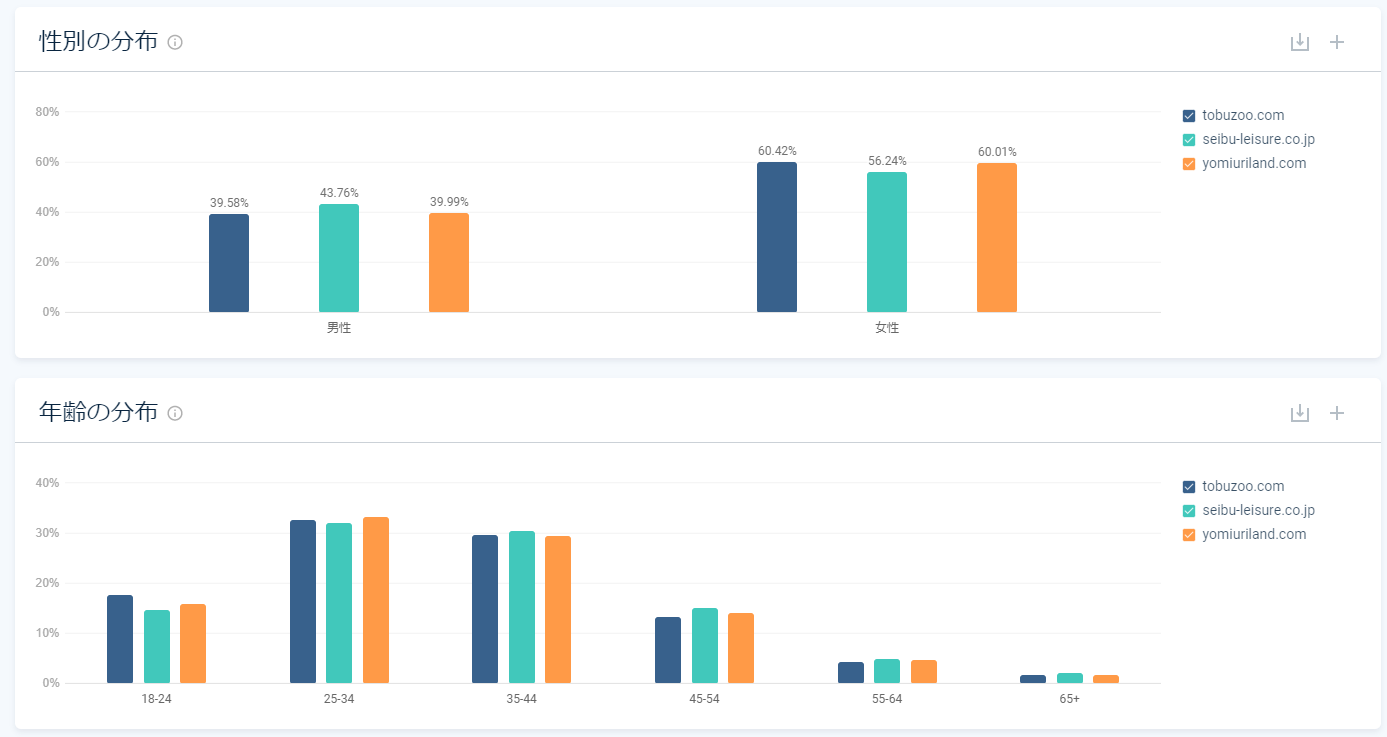 性別の分布
80%
60%
40%
20%
0%
39.58%
43.76%
39.99%
60.42%
56.24%
60.01%
男性
女性
tobuzoo.com
seibu-leisure.co.jp
yomiuriland.com
年齢の分布
40%
30%
20%
10%
0%
18-24
25-34
35-44
45-54
55-64
65+
tobuzoo.com
seibu-leisure.co.jp
yomiuriland.com